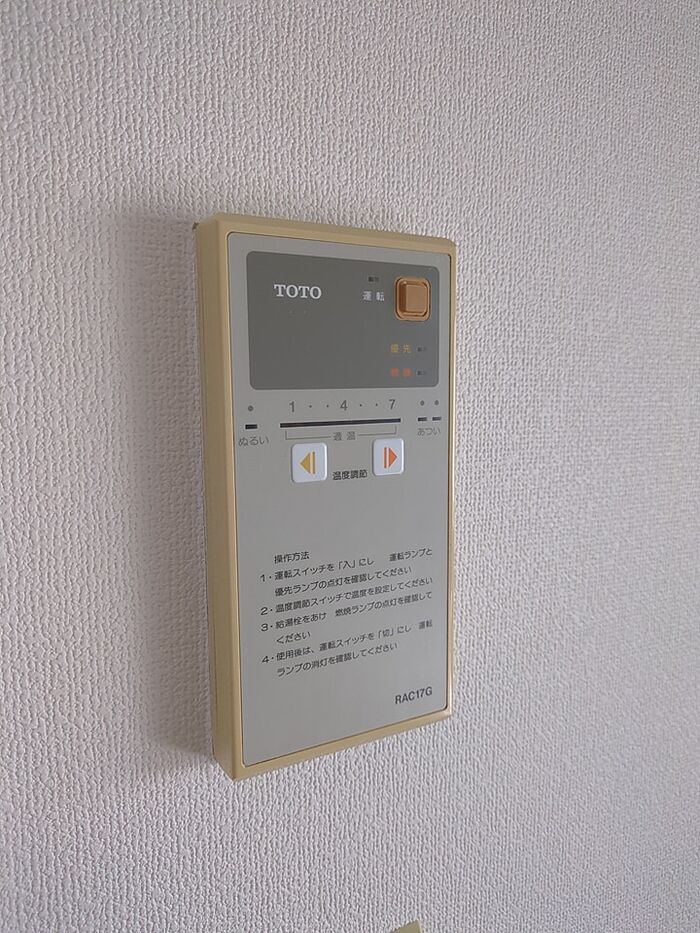 TOTO
運転
優先
燃焼
1・・4・・7
ぬるい
適温
あつい
温度調節
操作方法
1・運転スイッチを「入」にし 運転ランプと
優先ランプの点灯を確認してください
2・温度調節スイッチで温度を設定してください
3・給湯栓をあけ 燃焼ランプの点灯を確認して
ください
4・使用後は、運転スイッチを「切」にし 運転
ランプの消灯を確認してください
RAC17G